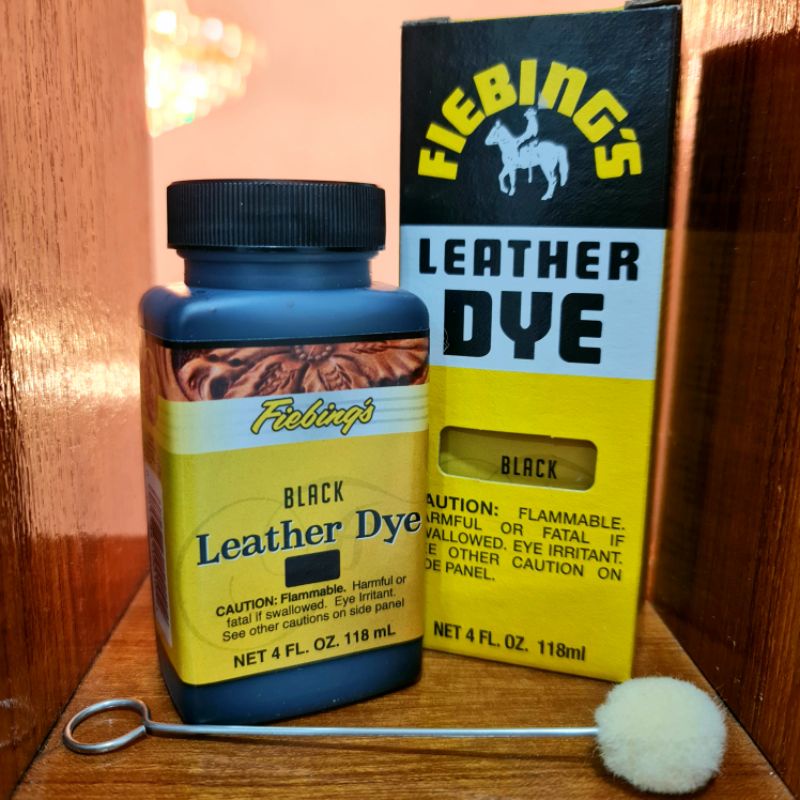 Fiebing's
BLACK
Leather Dye
CAUTION: Flammable. Harmful or
fatal if swallowed. Eye Irritant.
See other cautions on side panel
NET 4 FL. OZ. 118 mL
FIEBING'S
LEATHER
DYE
BLACK
AUTION: FLAMMABLE.
ARMFUL OR FATAL IF
WALLOWED. EYE IRRITANT.
E OTHER CAUTION ON
DE PANEL.
NET 4 FL. OZ. 118ml